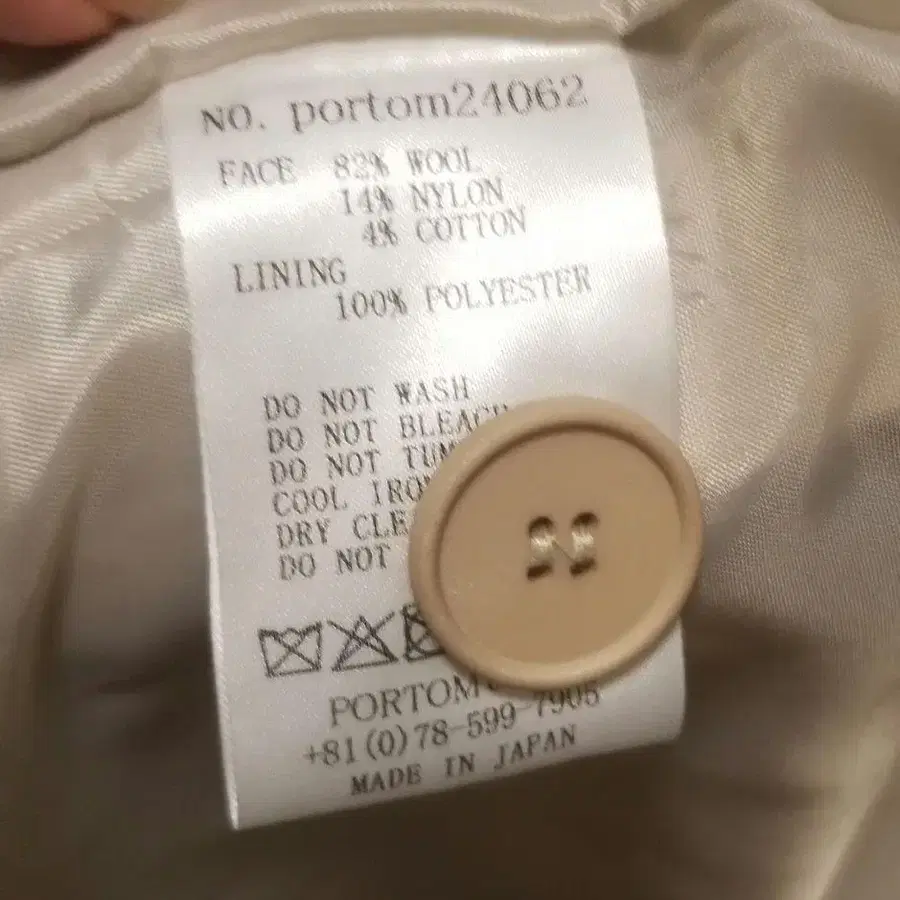 NO. portom24062
FACE 82% WOOL
14% NYLON
4% COTTON
LINING
100% POLYESTER
DO NOT WASH
DO NOT BLEACH
DO NOT TUM
COOL IRO
DRY CLE
DO NOT
PORTOM
+81(0)78-599-7905
MADE IN JAPAN